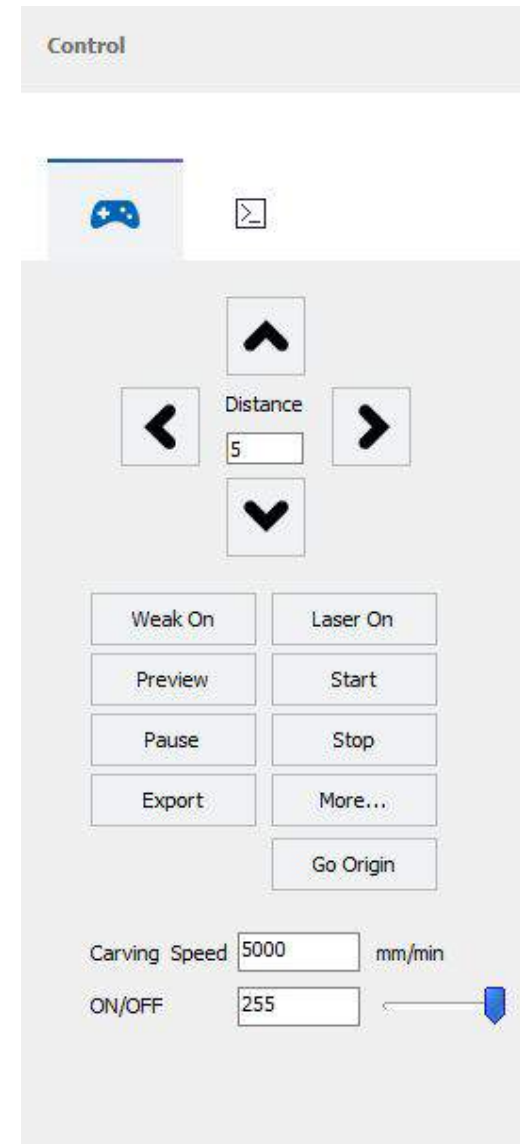 Control
>_
Distance
5
Weak On Laser On
Preview Start
Pause Stop
Export More...
Go Origin
Carving Speed 5000 mm/min
ON/OFF 255